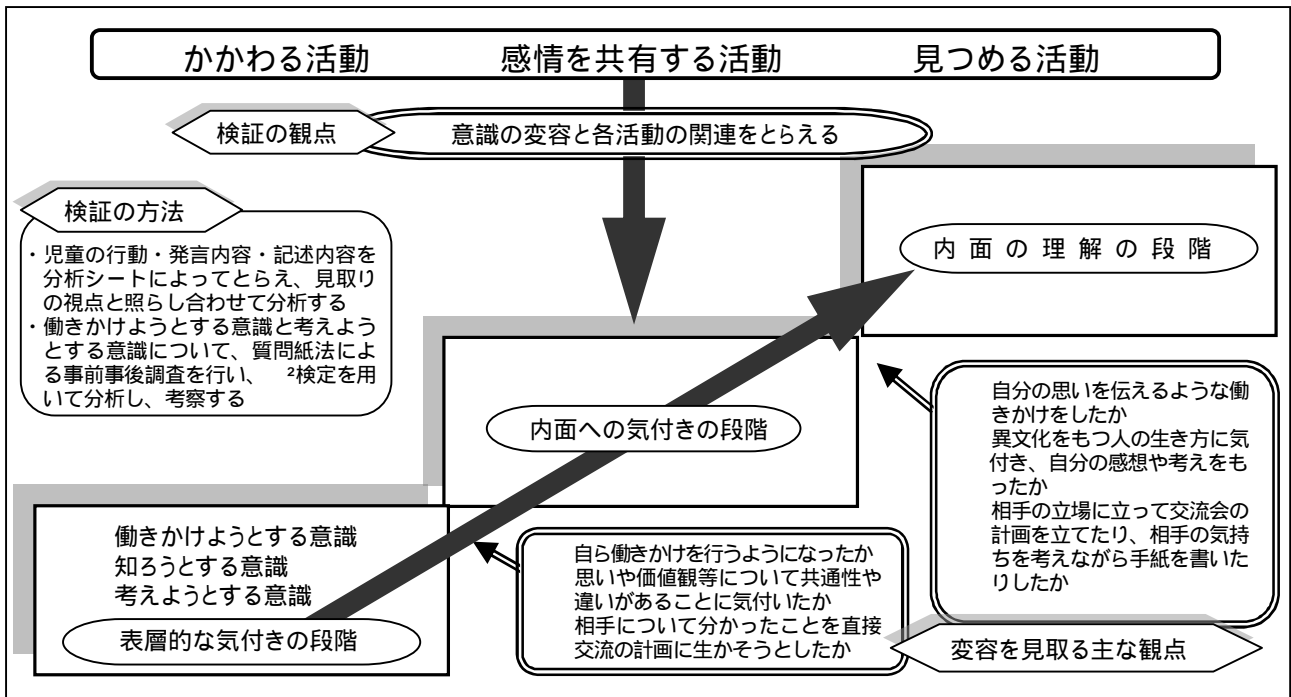 かかわる活動　感情を共有する活動　見つめる活動
検証の観点
意識の変容と各活動の関連をとらえる
検証の方法
・児童の行動・発言内容・記述内容を
分析シートによってとらえ、見取り
の視点と照らし合わせて分析する
・働きかけようとする意識と考えよう
とする意識について、質問紙法によ
る事前事後調査を行い、　²検定を用
いて分析し、考察する
内面の理解の段階
内面への気付きの段階
自分の思いを伝えるような働
きかけをしたか
異文化をもつ人の生き方に気
付き、自分の感想や考えをも
ったか
相手の立場に立って交流会の
計画を立てたり、相手の気持
ちを考えながら手紙を書いた
りしたか
働きかけようとする意識
知ろうとする意識
考えようとする意識
表層的な気付きの段階
自ら働きかけを行うようになったか
思いや価値観等について共通性や
違いがあることに気付いたか
相手について分かったことを直接
交流の計画に生かそうとしたか
変容を見取る主な観点